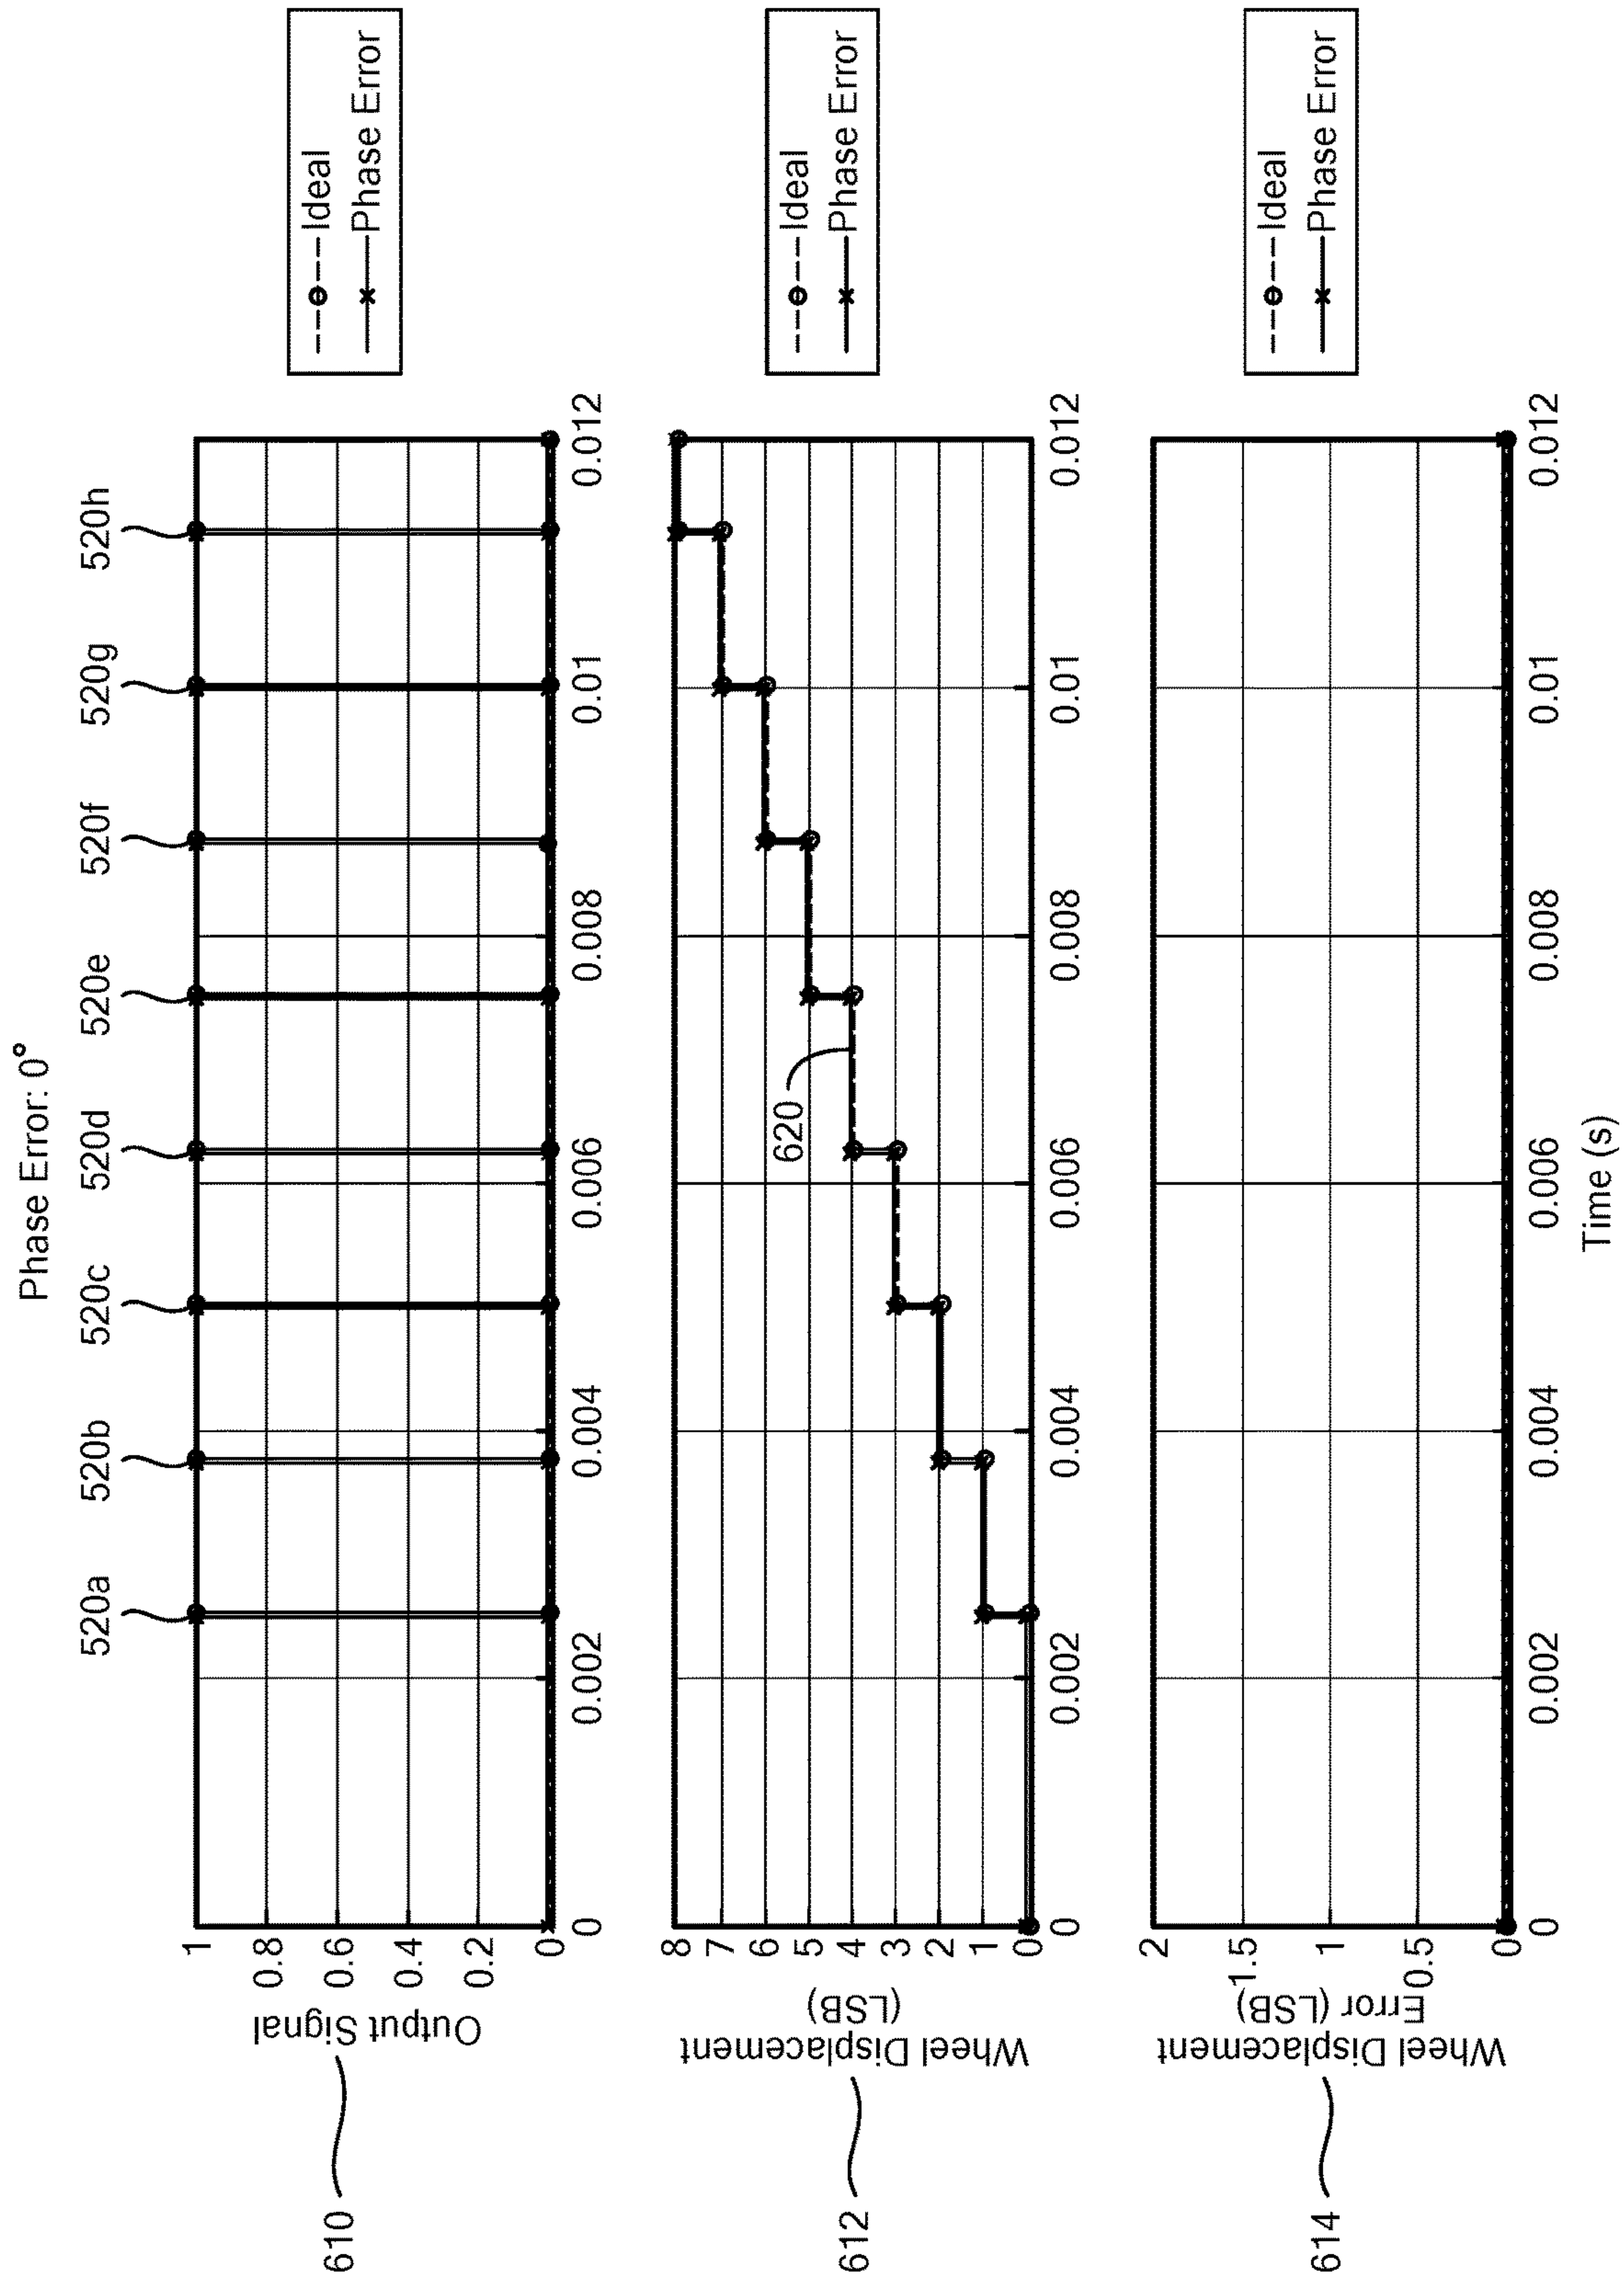 Phase Error: 0°
520a 520b 520c 520d 520e 520f 520g 520h
610
Output Signal
1
0.8
0.6
0.4
0.2
0
0 0.002 0.004 0.006 0.008 0.01 0.012
Ideal
Phase Error
612
Wheel Displacement
(LSB)
8
7
6
5
4
3
2
1
0
620
0 0.002 0.004 0.006 0.008 0.01 0.012
Ideal
Phase Error
614
Wheel Displacement
Error (LSB)
2
1.5
1
0.5
0
0 0.002 0.004 0.006 0.008 0.01 0.012
Time (s)
Ideal
Phase Error